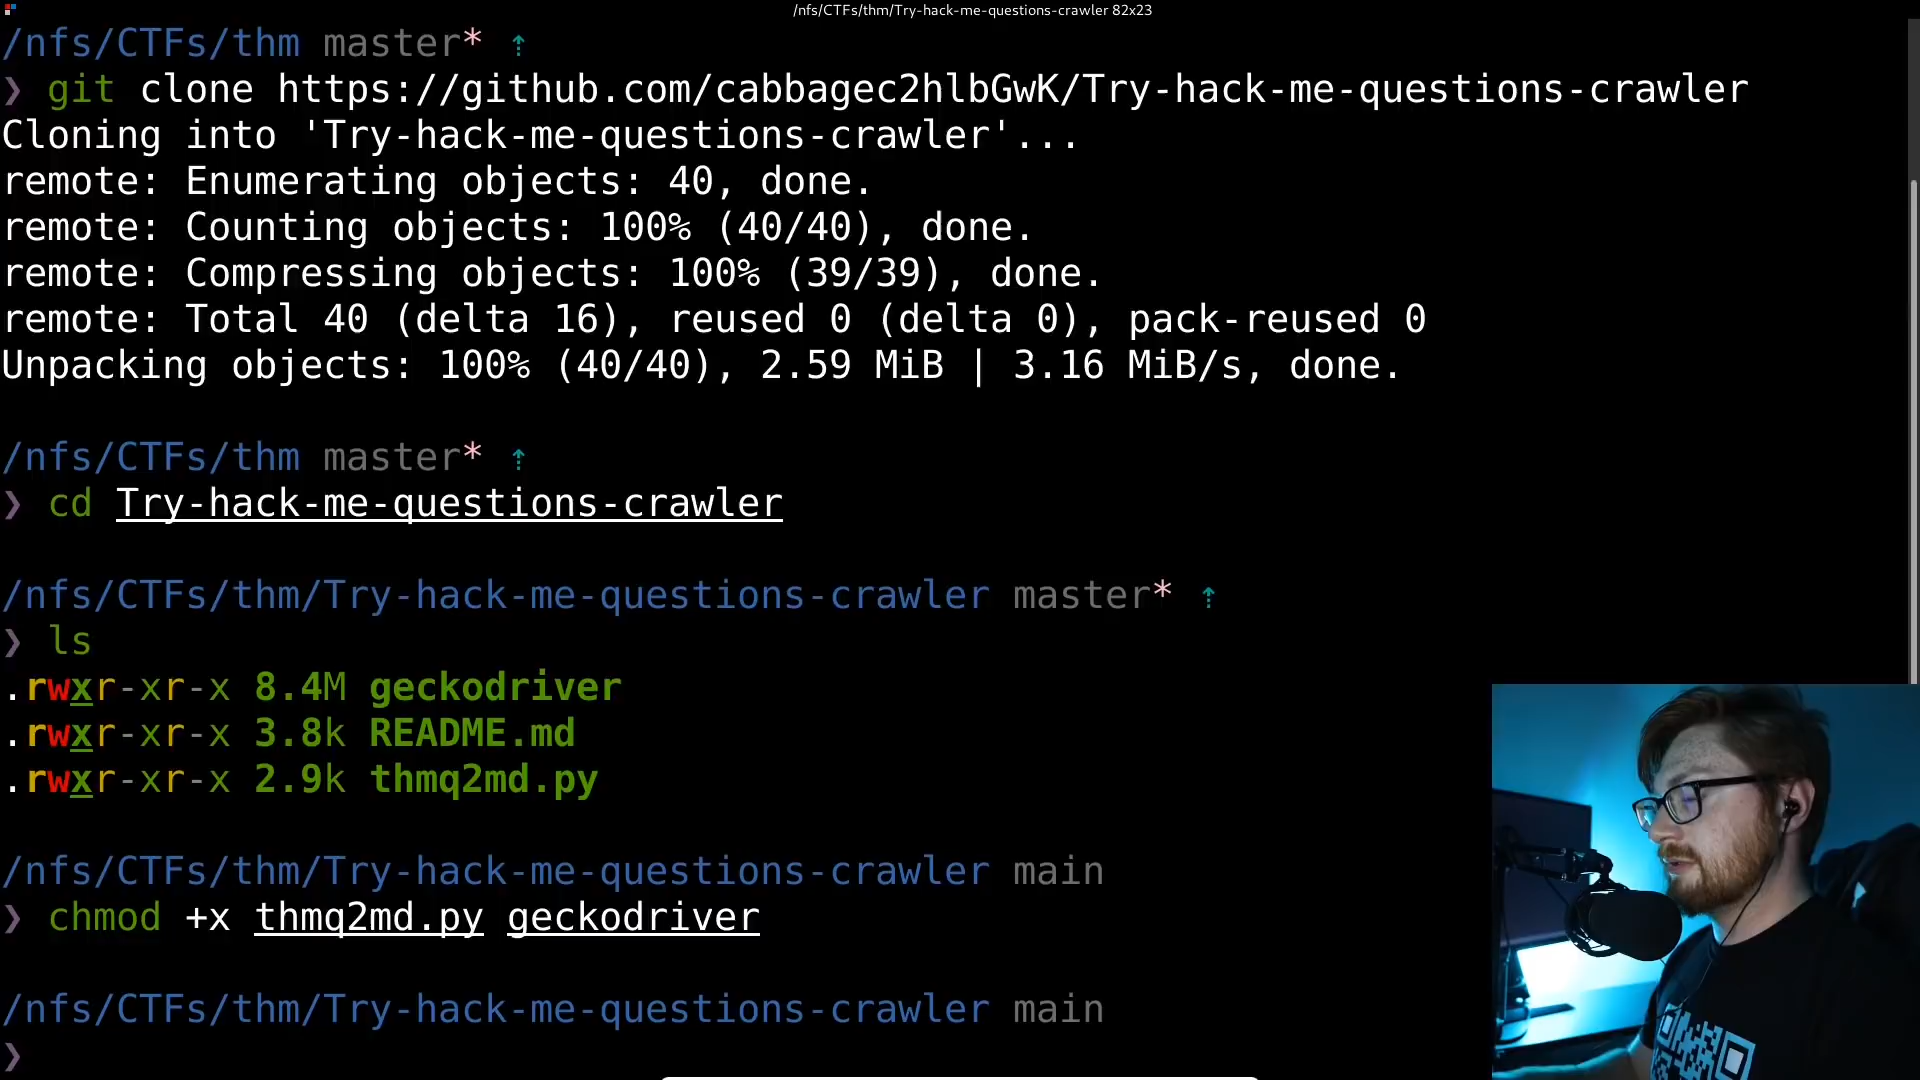 /nfs/CTFs/thm/Try-hack-me-questions-crawler 82x23
/nfs/CTFs/thm master* ⇡
❯ git clone https://github.com/cabbagec2hlbGwK/Try-hack-me-questions-crawler
Cloning into 'Try-hack-me-questions-crawler'...
remote: Enumerating objects: 40, done.
remote: Counting objects: 100% (40/40), done.
remote: Compressing objects: 100% (39/39), done.
remote: Total 40 (delta 16), reused 0 (delta 0), pack-reused 0
Unpacking objects: 100% (40/40), 2.59 MiB | 3.16 MiB/s, done.
/nfs/CTFs/thm master* ⇡
❯ cd Try-hack-me-questions-crawler
/nfs/CTFs/thm/Try-hack-me-questions-crawler master* ⇡
❯ ls
.rwxr-xr-x 8.4M geckodriver
.rwxr-xr-x 3.8k README.md
.rwxr-xr-x 2.9k thmq2md.py
/nfs/CTFs/thm/Try-hack-me-questions-crawler main
❯ chmod +x thmq2md.py geckodriver
/nfs/CTFs/thm/Try-hack-me-questions-crawler main
❯